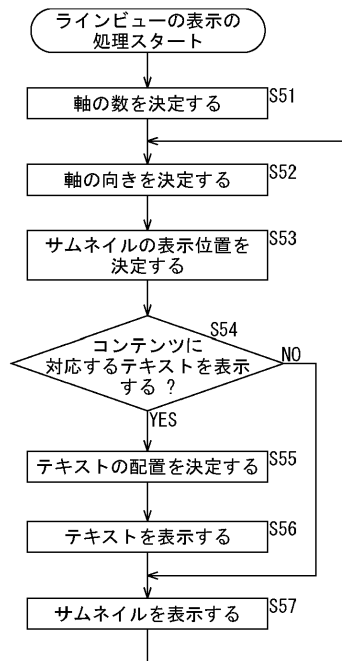 ラインビューの表示の
処理スタート
軸の数を決定する
S51
軸の向きを決定する
S52
サムネイルの表示位置を
決定する
S53
S54
コンテンツに
対応するテキストを表示
する ?
NO
YES
テキストの配置を決定する
S55
テキストを表示する
S56
サムネイルを表示する
S57